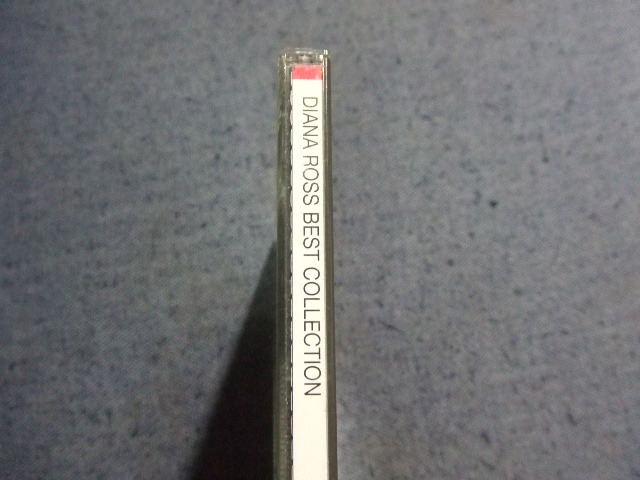 DIANA ROSS BEST COLLECTION